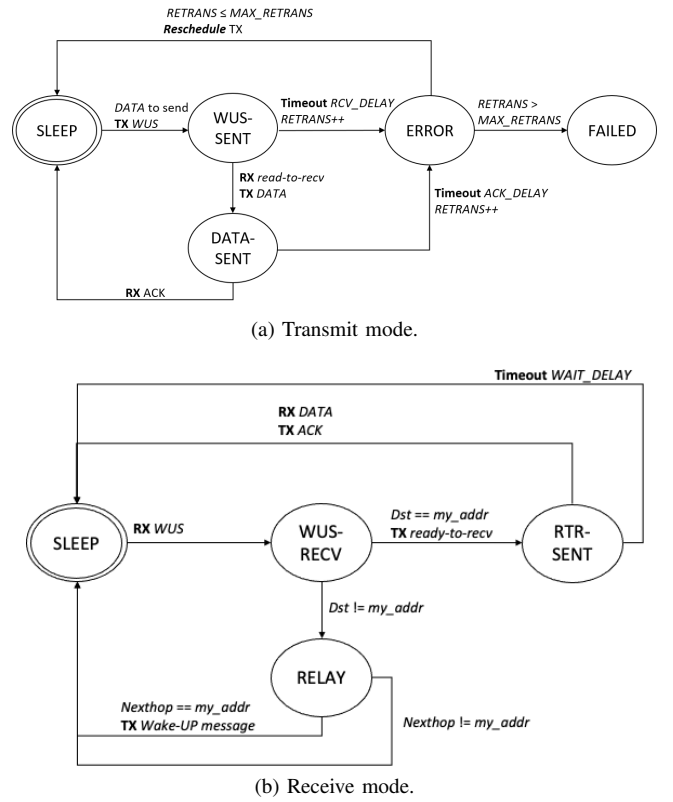 RETRANS ≤ MAX_RETRANS
Reschedule TX
SLEEP
DATA to send
TX WUS
WUS-
SENT
Timeout RCV_DELAY
RETRANS++
ERROR
RETRANS >
MAX_RETRANS
FAILED
RX read-to-recv
TX DATA
Timeout ACK_DELAY
RETRANS++
DATA-
SENT
RX ACK
(a) Transmit mode.
Timeout WAIT_DELAY
RX DATA
TX ACK
SLEEP
RX WUS
WUS-
RECV
Dst == my_addr
TX ready-to-recv
RTR-
SENT
Dst != my_addr
RELAY
Nexthop == my_addr
TX Wake-UP message
Nexthop != my_addr
(b) Receive mode.